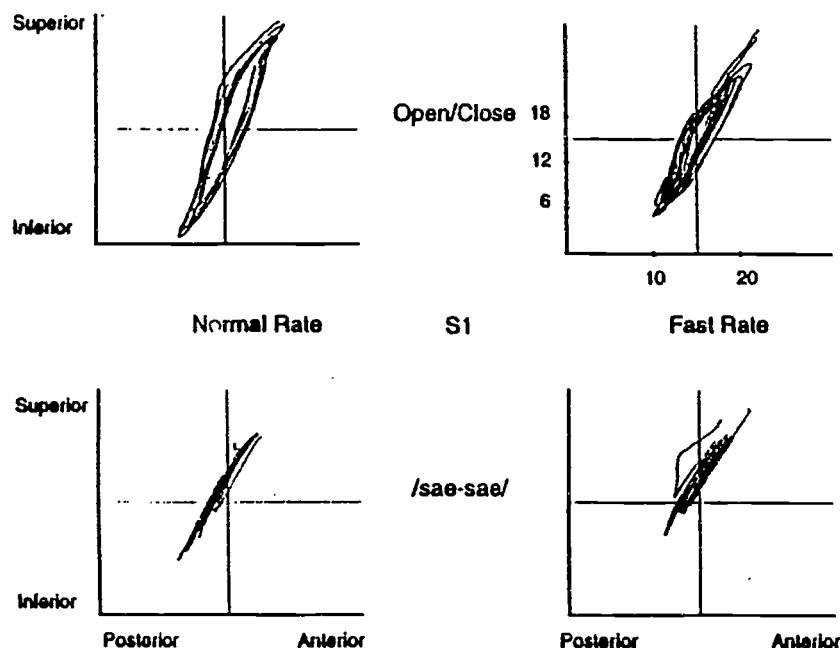 Superior
Open/Close
18
12
6
Inferior
10 20
Normal Rate S1 Fast Rate
Superior
/sae-sae/
Inferior
Posterior Anterior Posterior Anterior